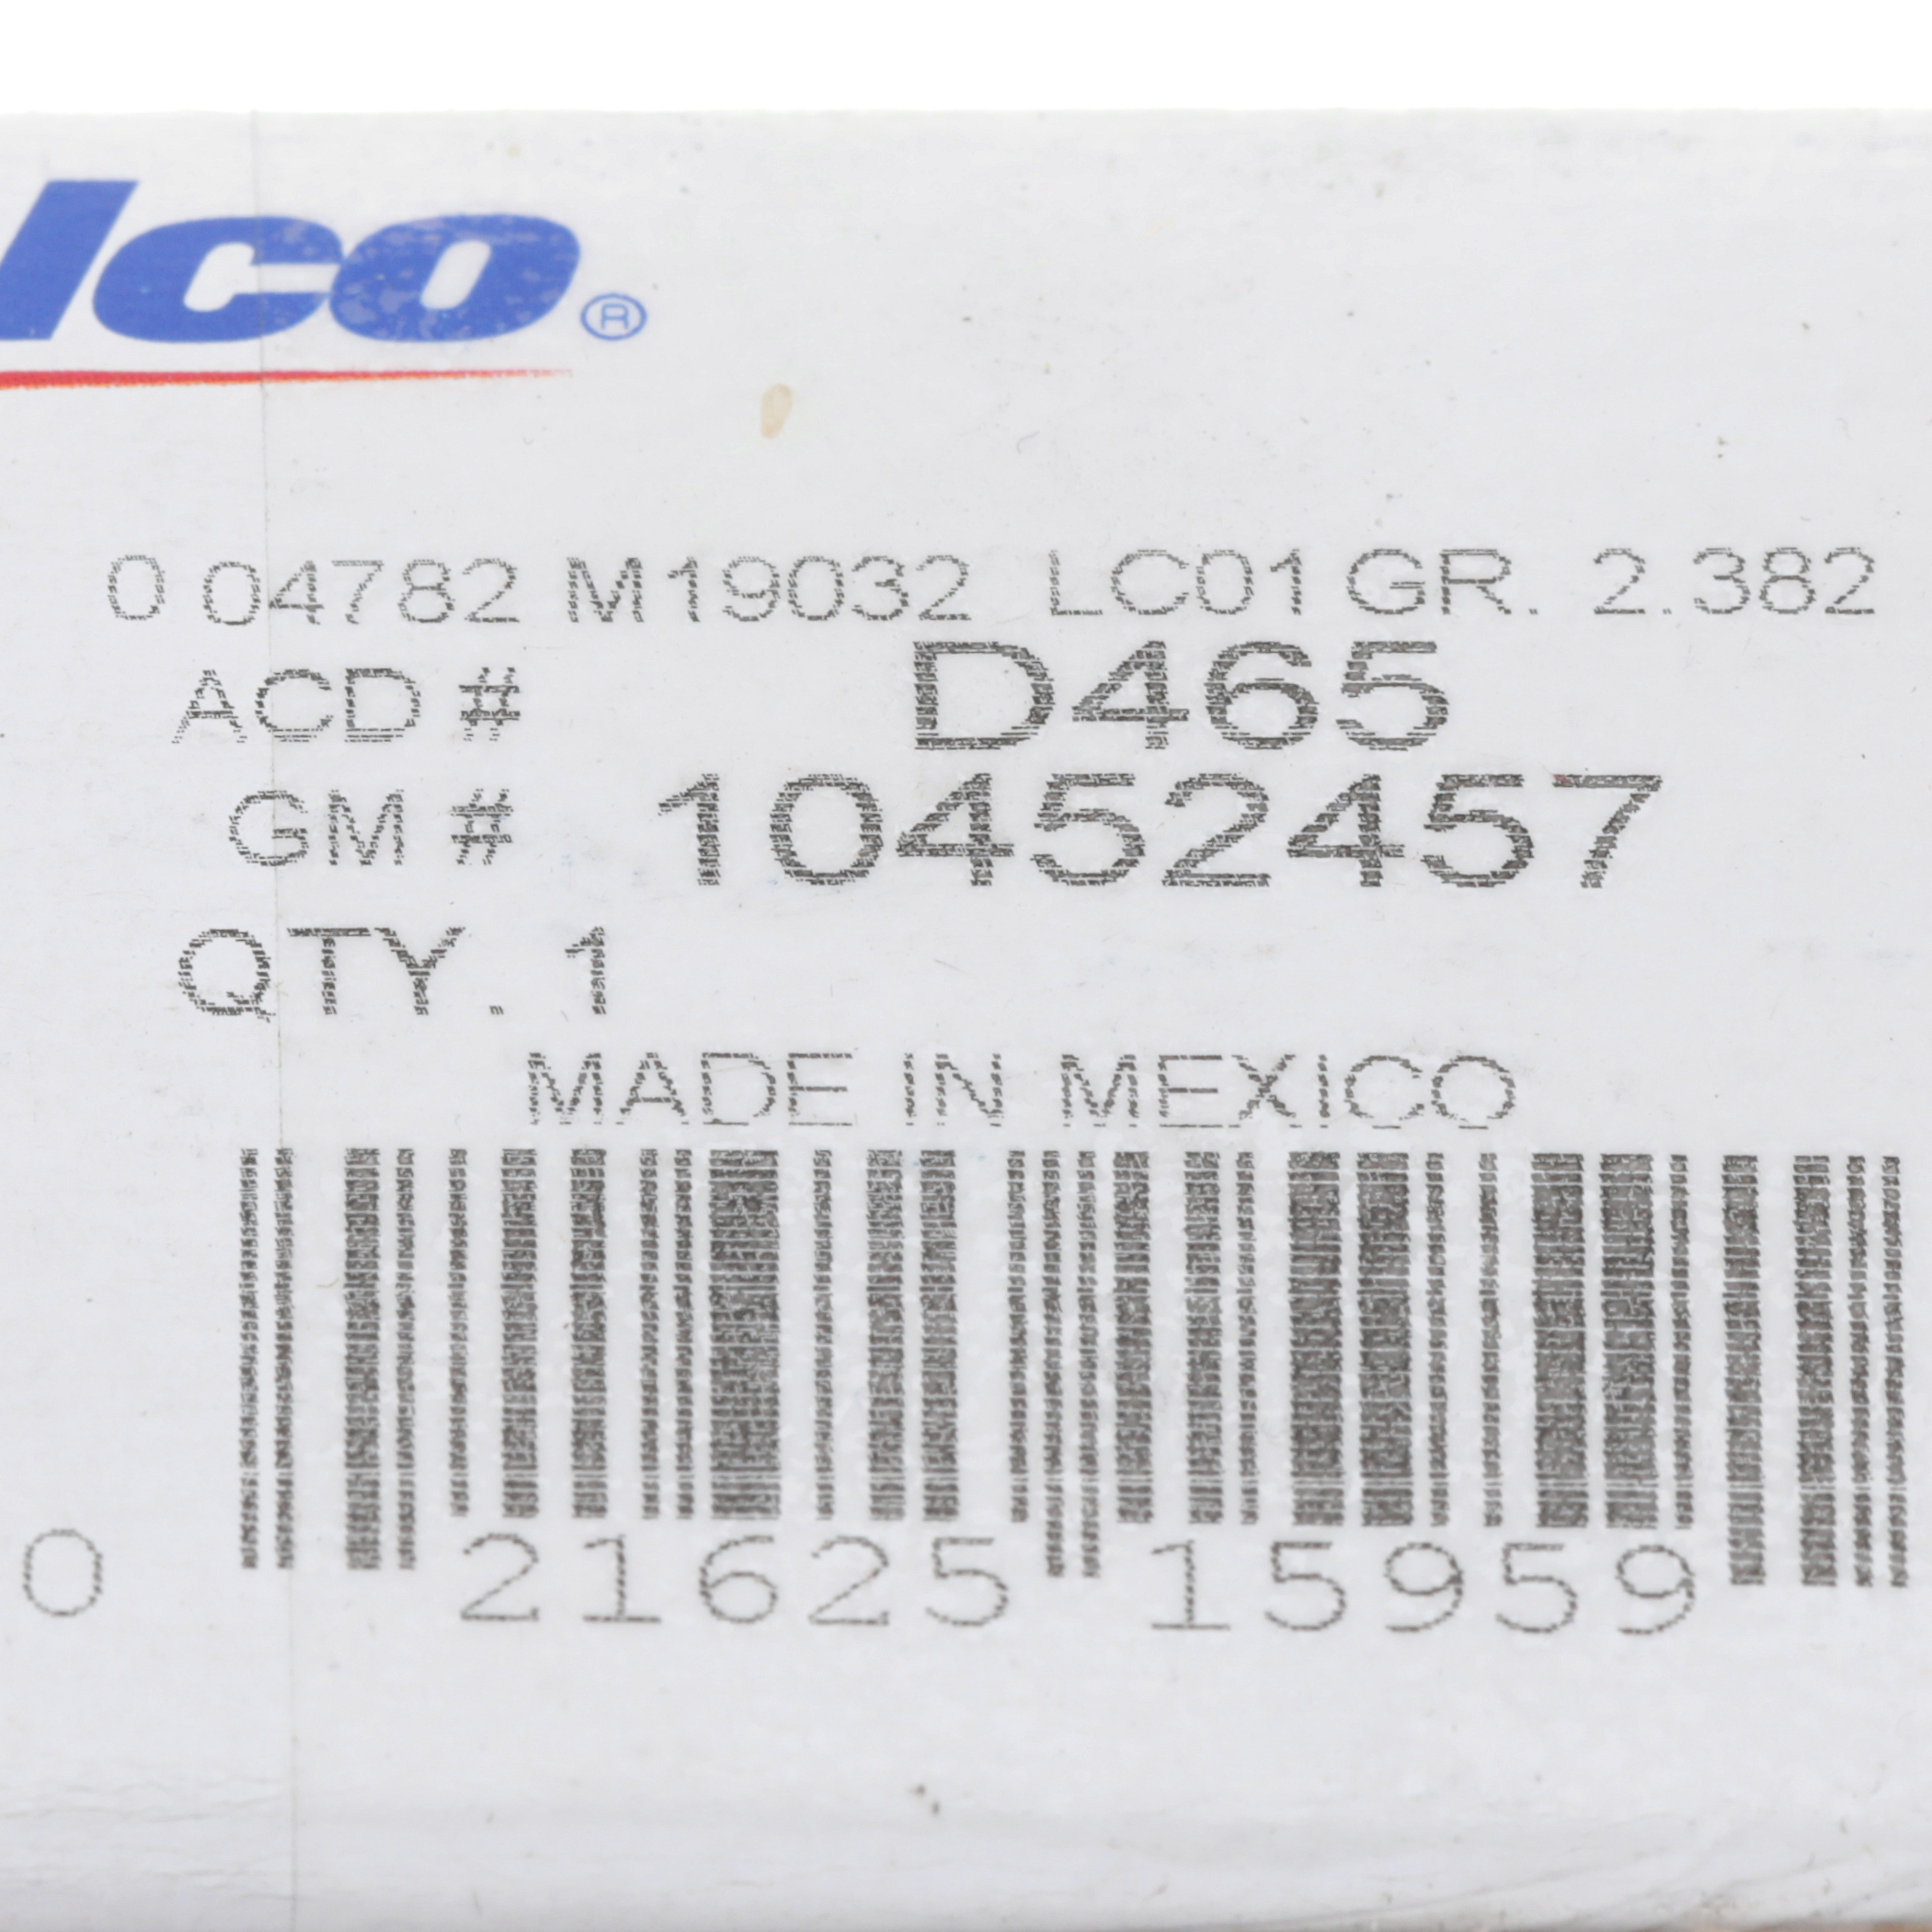 lco®
0 04782 M19032 LC01 GR. 2.382
ACD # D465
GM # 10452457
QTY. 1
MADE IN MEXICO
0 21625 15959